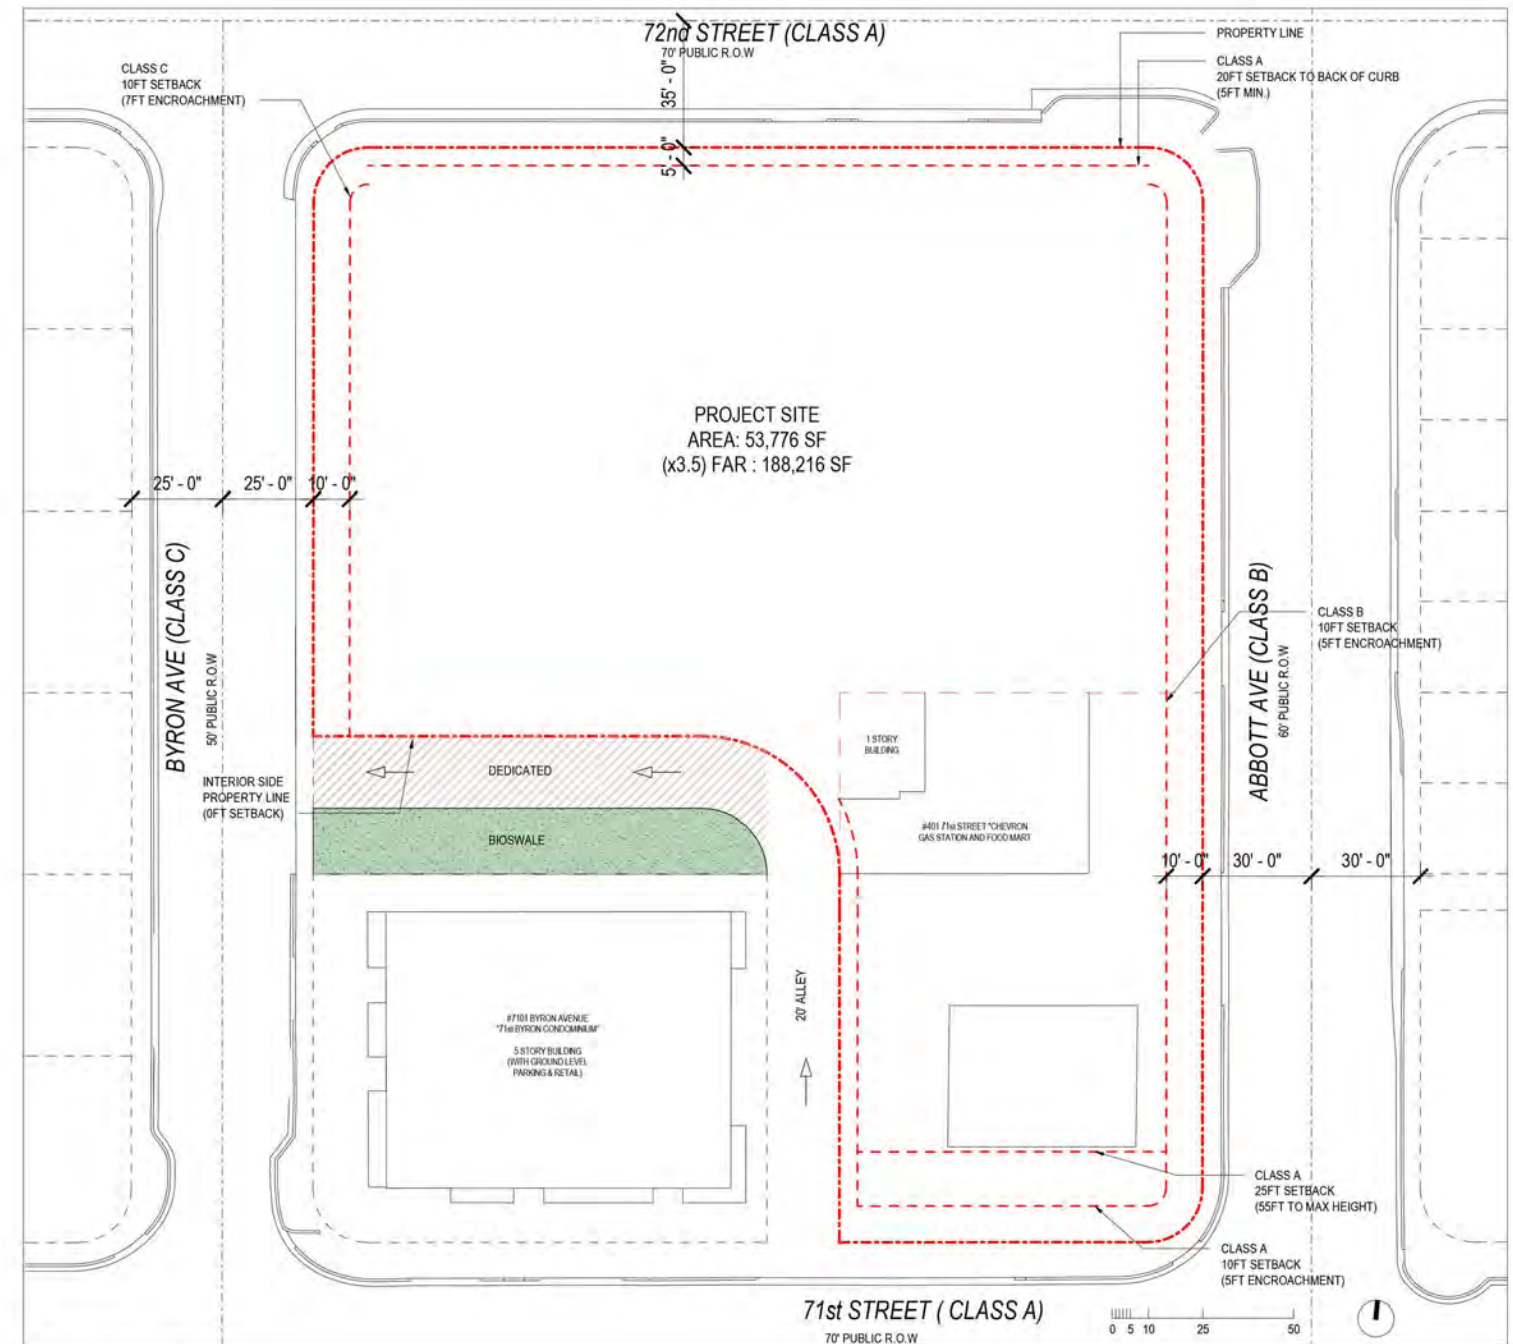 72nd STREET (CLASS A)
70' PUBLIC R.O.W
PROPERTY LINE
CLASS A
20FT SETBACK TO BACK OF CURB
(5FT MIN.)
CLASS C
10FT SETBACK
(7FT ENCROACHMENT)
35' - 0"
5' - 0"
PROJECT SITE
AREA: 53,776 SF
(x3.5) FAR : 188,216 SF
25' - 0"
25' - 0"
10' - 0"
BYRON AVE (CLASS C)
50' PUBLIC R.O.W
ABBOTT AVE (CLASS B)
60' PUBLIC R.O.W
CLASS B
10FT SETBACK
(5FT ENCROACHMENT)
1 STORY
BUILDING
DEDICATED
INTERIOR SIDE
PROPERTY LINE
(0FT SETBACK)
BIOSWALE
#401 71st STREET "CHEVRON
GAS STATION AND FOOD MART
10' - 0"
30' - 0"
30' - 0"
20' ALLEY
#7101 BYRON AVENUE
"71st BYRON CONDOMINIUM"
5 STORY BUILDING
(WITH GROUND LEVEL
PARKING & RETAIL)
CLASS A
25FT SETBACK
(55FT TO MAX HEIGHT)
CLASS A
10FT SETBACK
(5FT ENCROACHMENT)
71st STREET ( CLASS A)
70' PUBLIC R.O.W
0 5 10 25 50